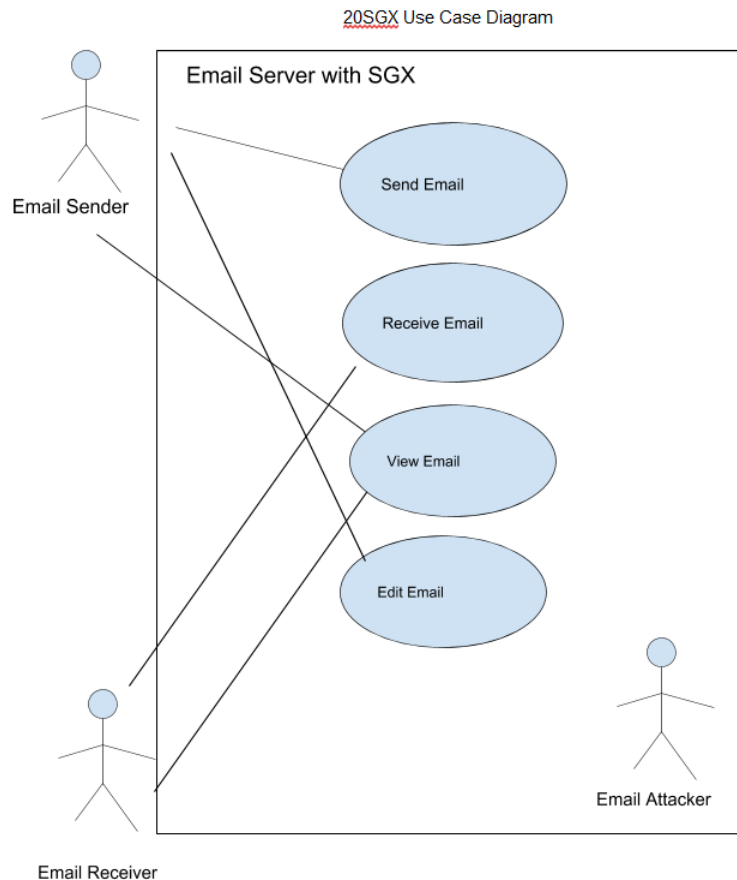 20SGX Use Case Diagram
Email Server with SGX
Send Email
Email Sender
Receive Email
View Email
Edit Email
Email Attacker
Email Receiver